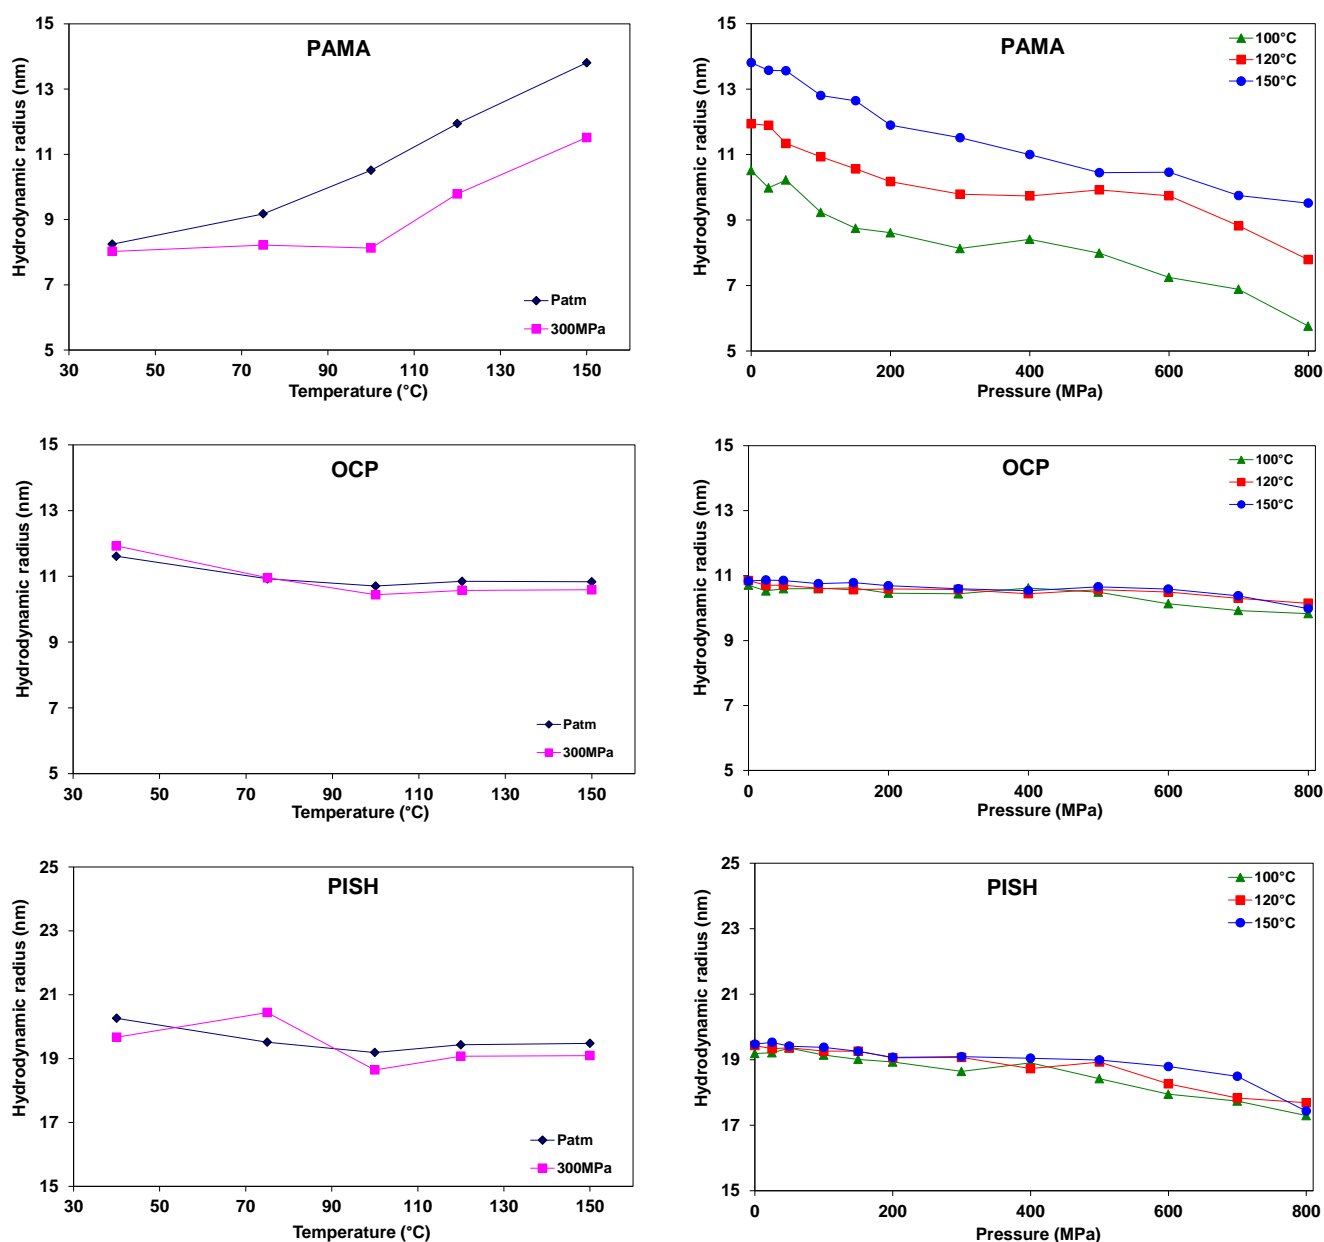 PAMA
Hydrodynamic radius (nm)
15
13
11
9
7
5
30
50
70
90
110
130
150
Temperature (°C)
Patm
300MPa
PAMA
Hydrodynamic radius (nm)
15
13
11
9
7
5
0
200
400
600
800
Pressure (MPa)
100°C
120°C
150°C
OCP
Hydrodynamic radius (nm)
15
13
11
9
7
5
30
50
70
90
110
130
150
Temperature (°C)
Patm
300MPa
OCP
Hydrodynamic radius (nm)
15
13
11
9
7
5
0
200
400
600
800
Pressure (MPa)
100°C
120°C
150°C
PISH
Hydrodynamic radius (nm)
25
23
21
19
17
15
30
50
70
90
110
130
150
Temperature (°C)
Patm
300MPa
PISH
Hydrodynamic radius (nm)
25
23
21
19
17
15
0
200
400
600
800
Pressure (MPa)
100°C
120°C
150°C